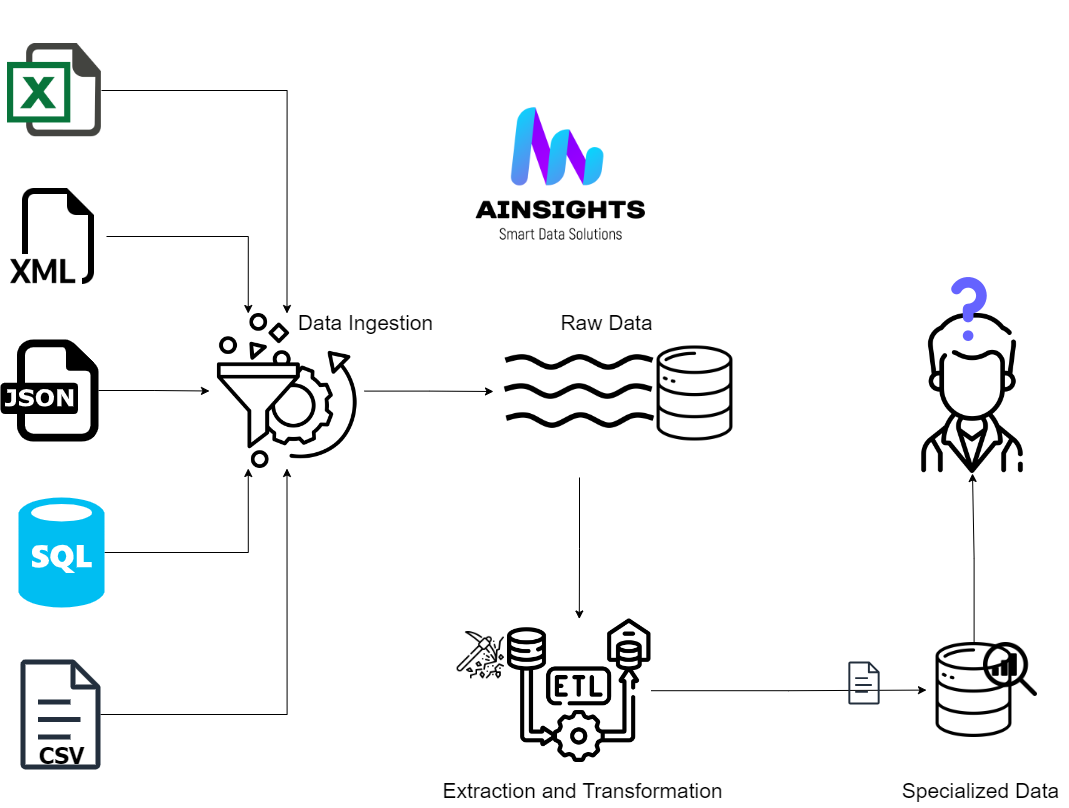 X
AINSIGHTS
Smart Data Solutions
XML
?
Data Ingestion
Raw Data
JSON
SQL
ETL
CSV
Extraction and Transformation
Specialized Data